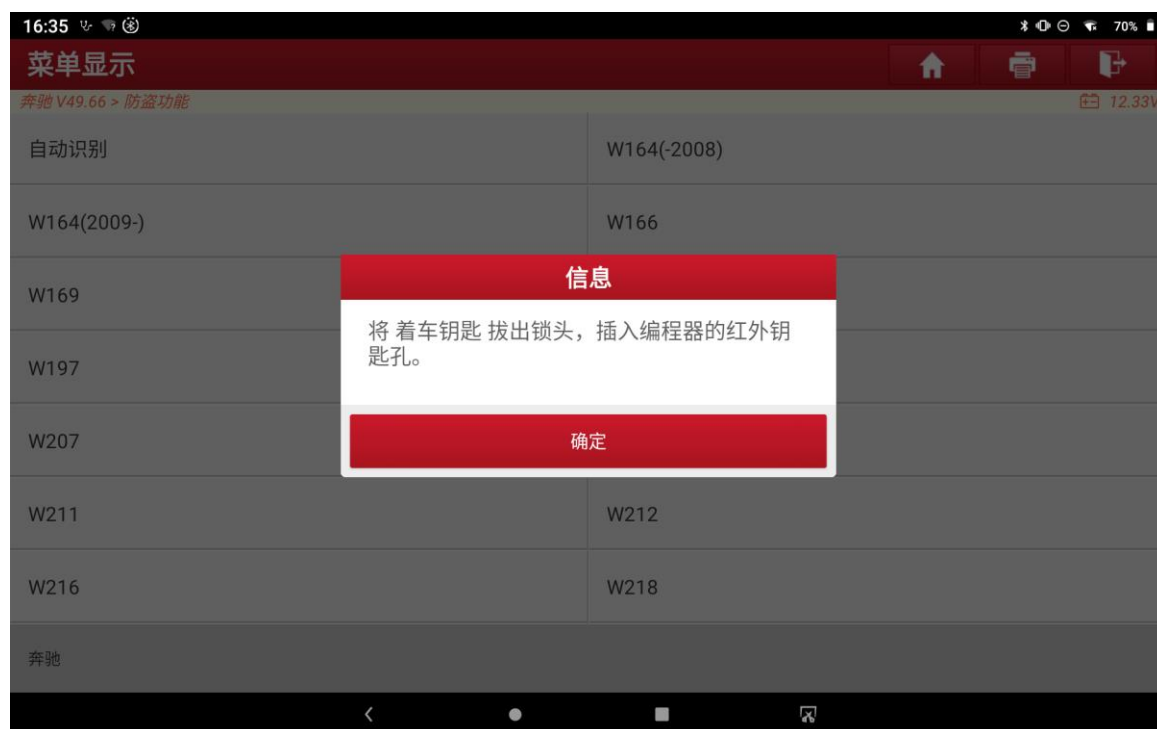 16:35
70%
菜单显示
奔驰 V49.66 > 防盗功能
12.33V
自动识别
W164(-2008)
W164(2009-)
W166
W169
信息
将 着车钥匙 拔出锁头，插入编程器的红外钥
匙孔。
W197
确定
W207
W211
W212
W216
W218
奔驰